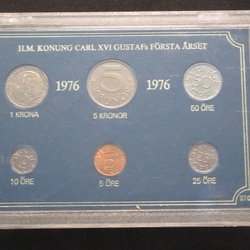 H.M. KONUNG CARL XVI GUSTAFS FÖRSTA ÅRSET
1976 5 1976
1 KRONA 5 KRONOR 50 ÖRE
10 ÖRE 5 ÖRE 25 ÖRE